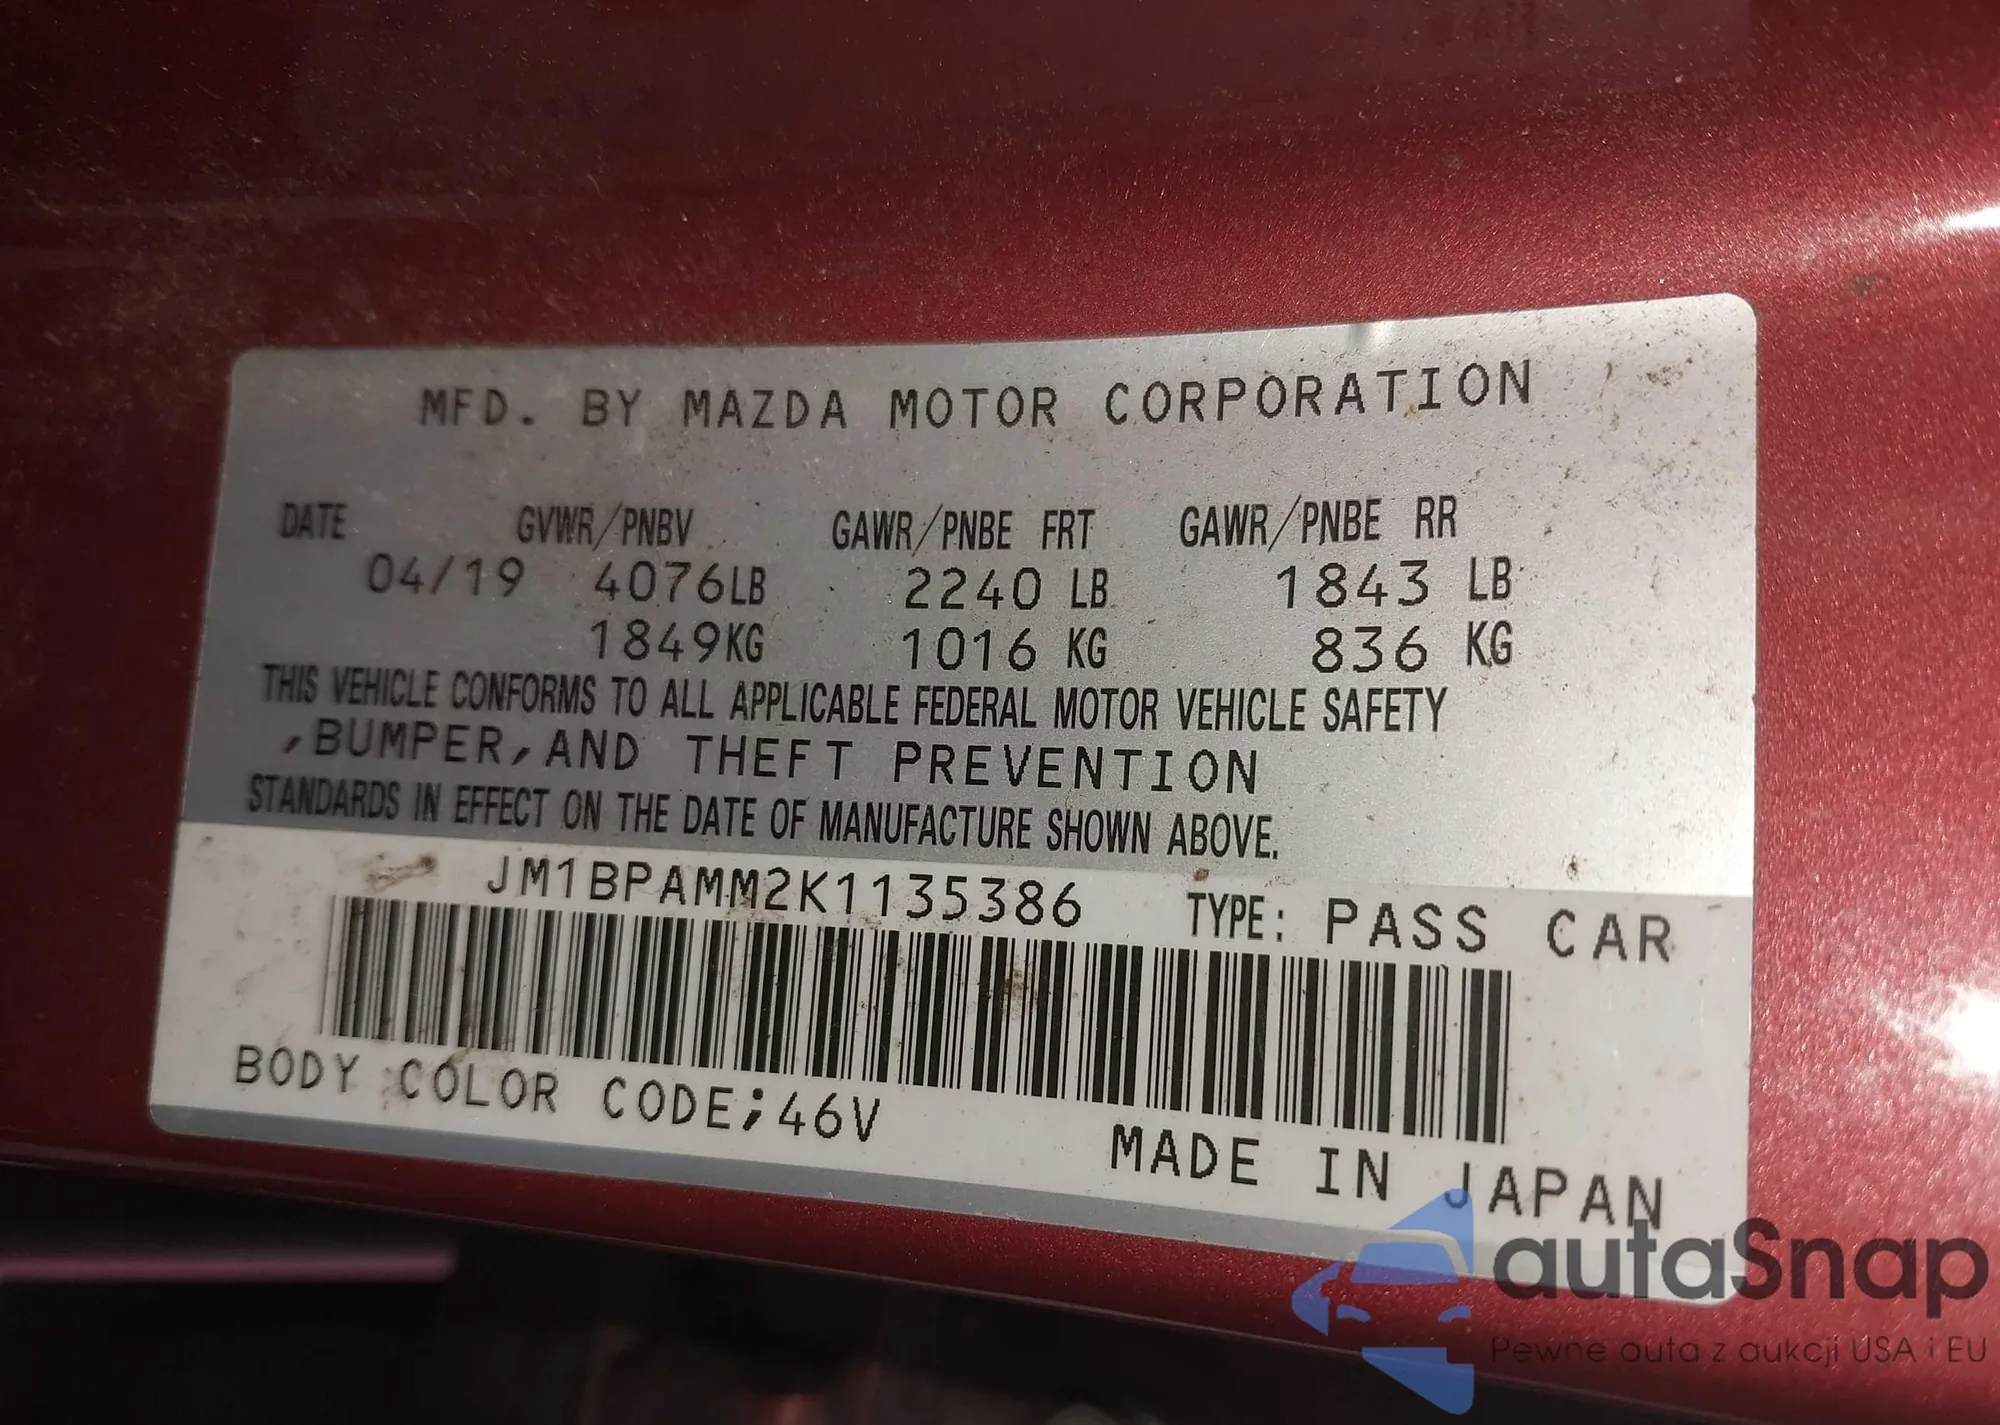 MFD. BY MAZDA MOTOR CORPORATION
DATE GVWR/PNBV GAWR/PNBE FRT GAWR/PNBE RR
04/19 4076LB 2240 LB 1843 LB
1849KG 1016 KG 836 KG
THIS VEHICLE CONFORMS TO ALL APPLICABLE FEDERAL MOTOR VEHICLE SAFETY
,BUMPER,AND THEFT PREVENTION
STANDARDS IN EFFECT ON THE DATE OF MANUFACTURE SHOWN ABOVE.
JM1BPAMM2K1135386 TYPE: PASS CAR
BODY COLOR CODE;46V
MADE IN JAPAN
autaSnap
Pewne auta z aukcji USA i EU